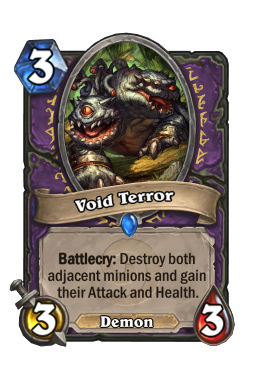 3
Void Terror
Battlecry: Destroy both
adjacent minions and gain
their Attack and Health.
3
Demon
3